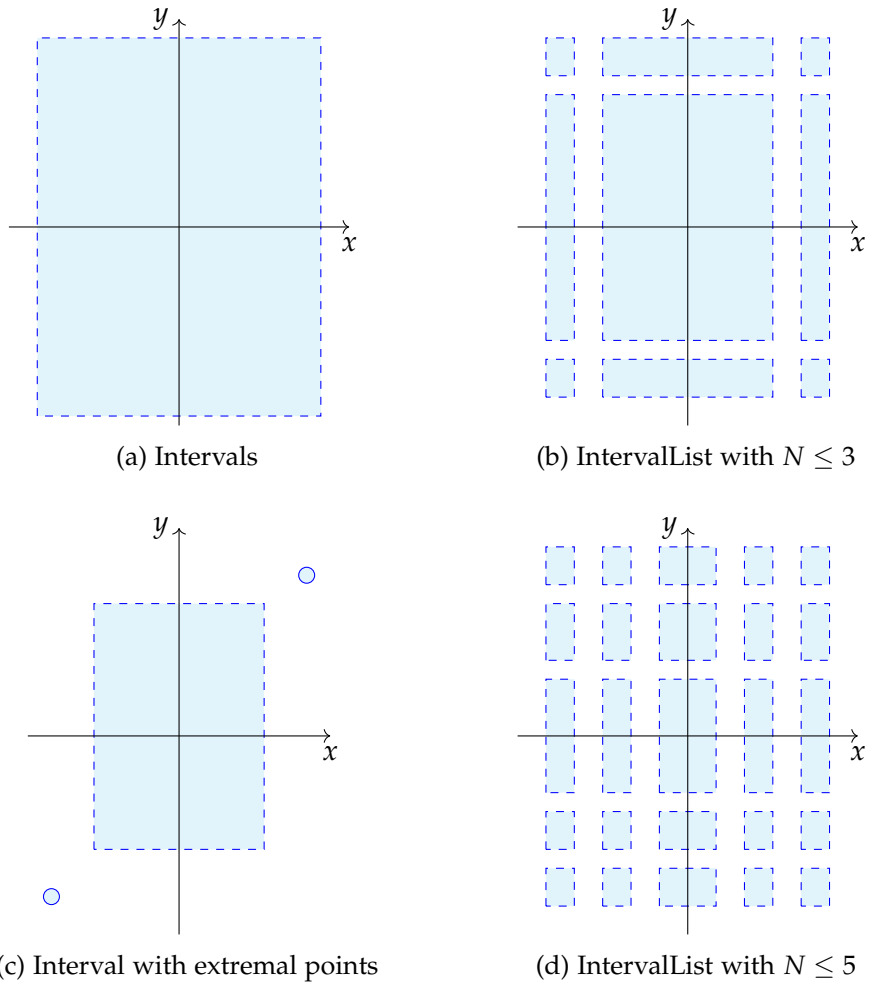 y
x
(a) Intervals
y
x
(b) IntervalList with N ≤ 3
y
x
(c) Interval with extremal points
y
x
(d) IntervalList with N ≤ 5